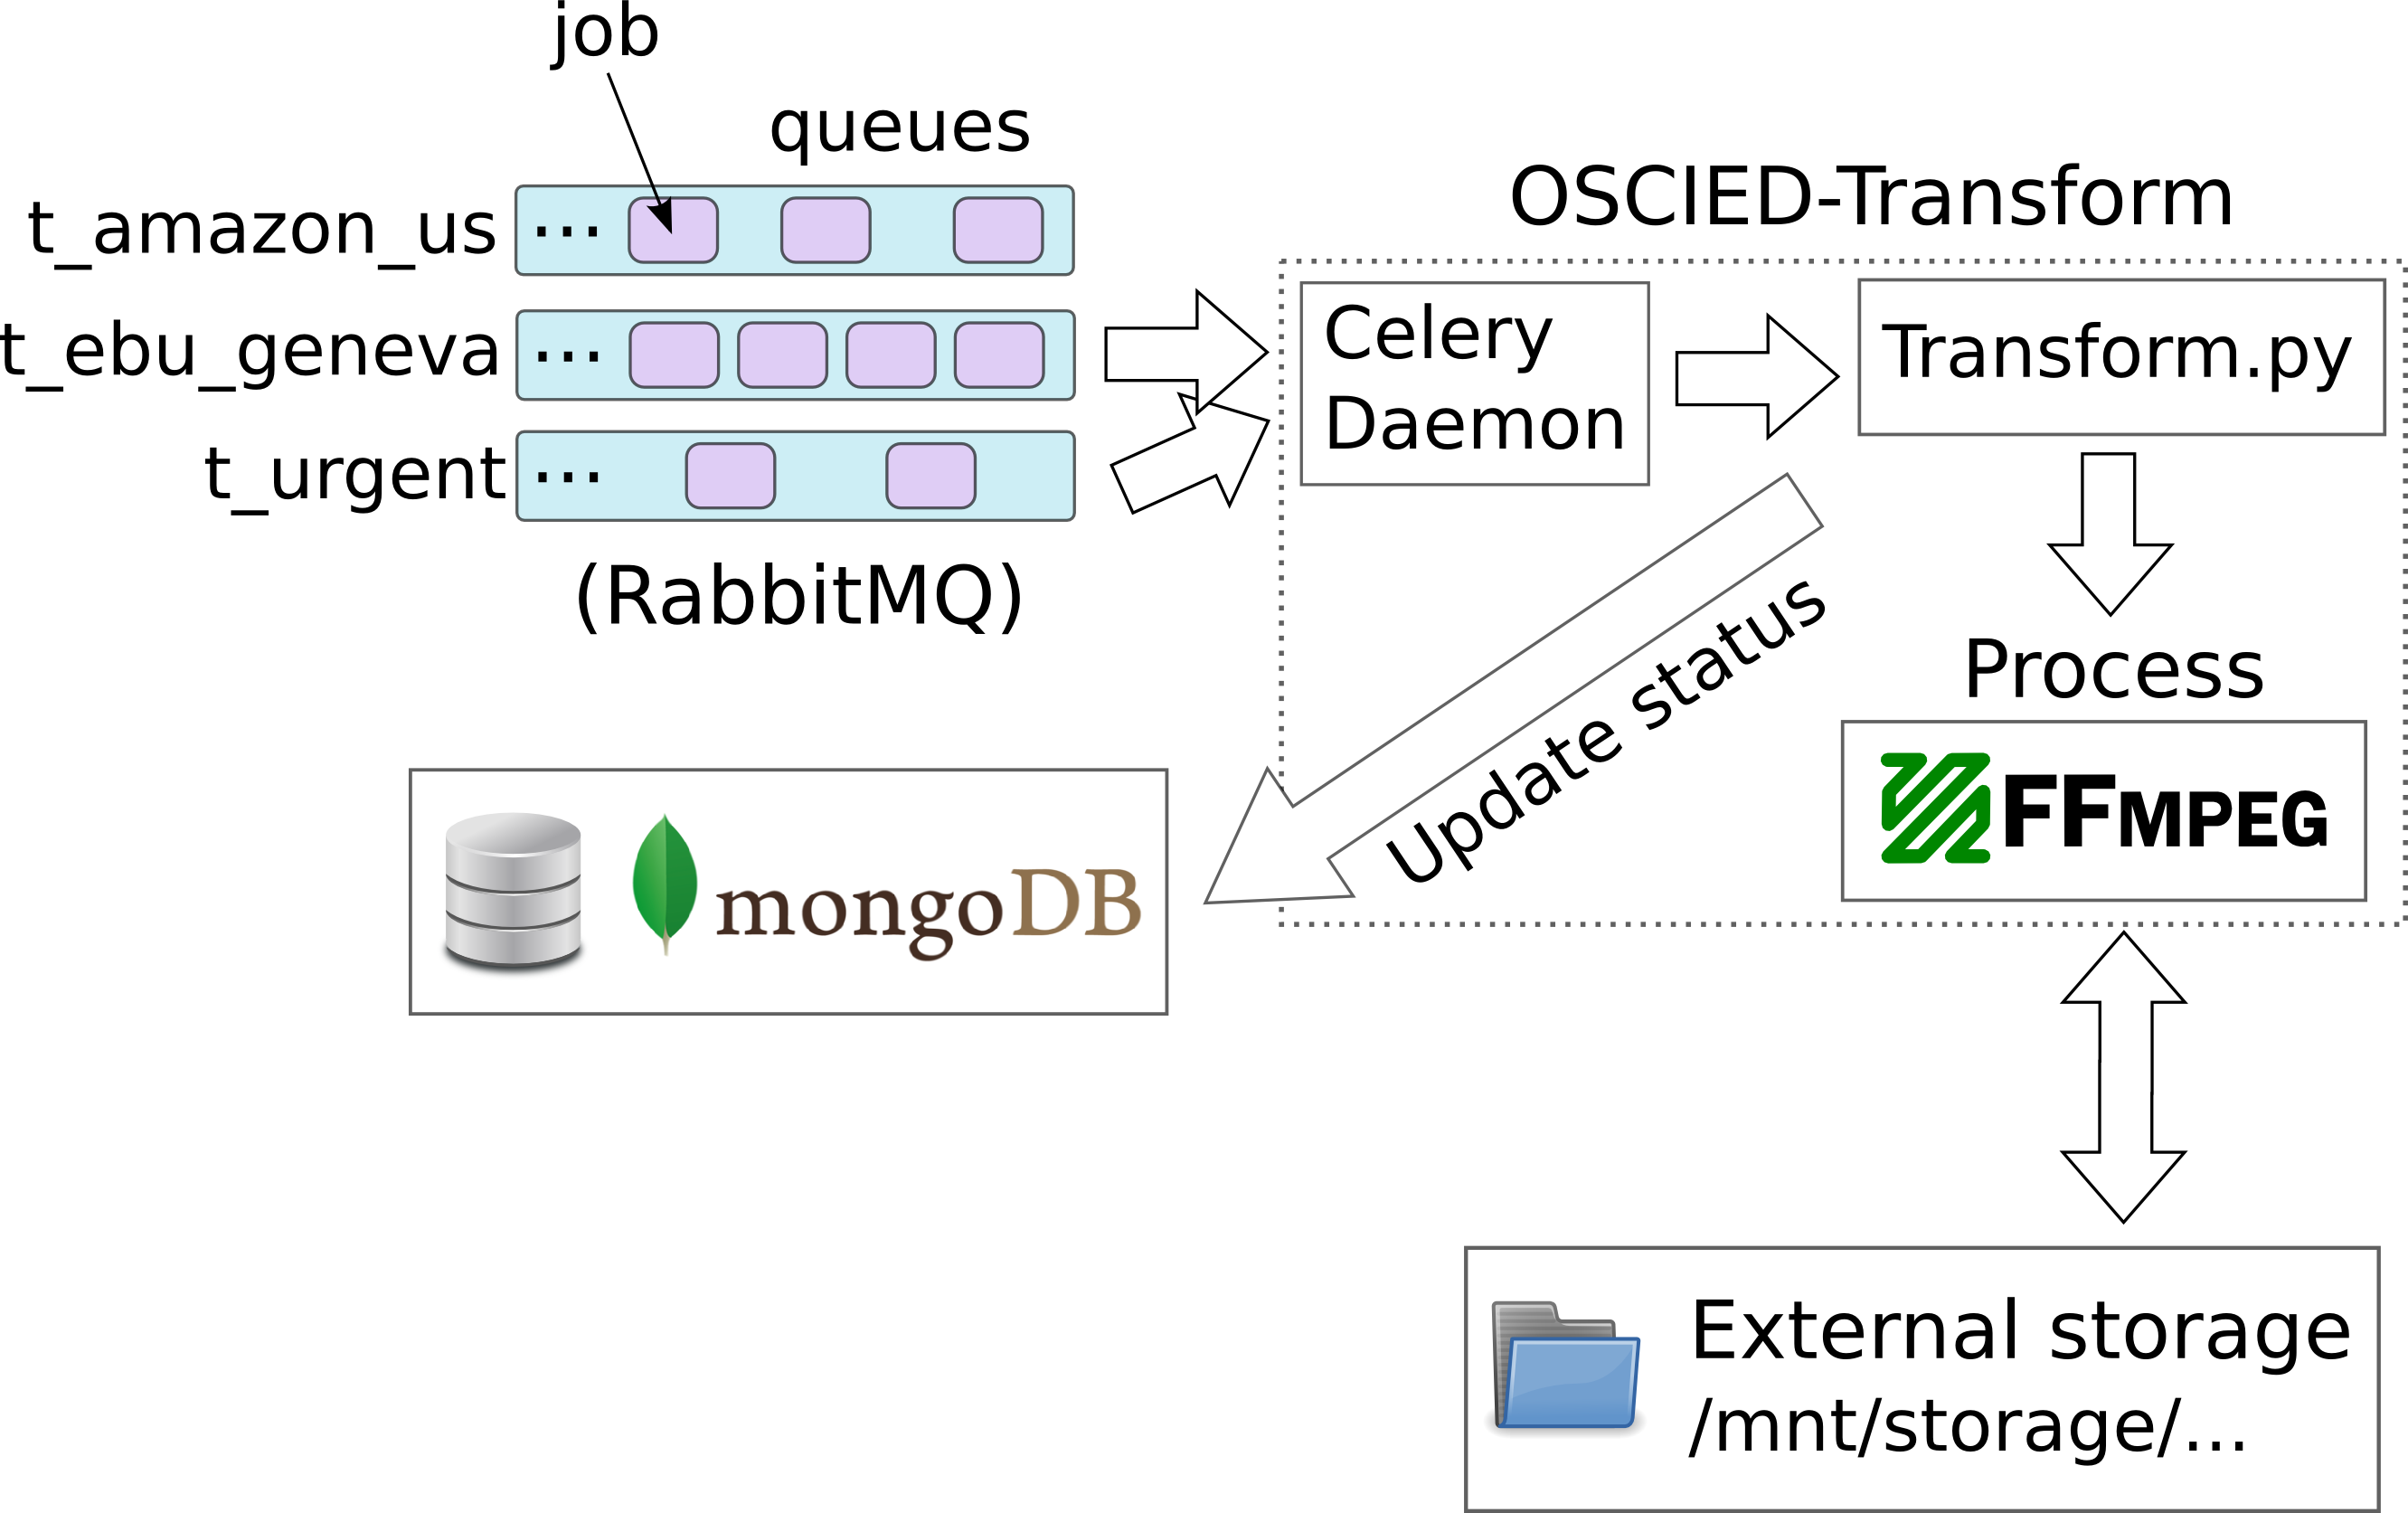 job
queues
t_amazon_us ...
t_ebu_geneva ...
t_urgent ...
(RabbitMQ)
OSCIED-Transform
Celery
Daemon
Transform.py
Update status
Process
FFMPEG
mongoDB
External storage
/mnt/storage/...